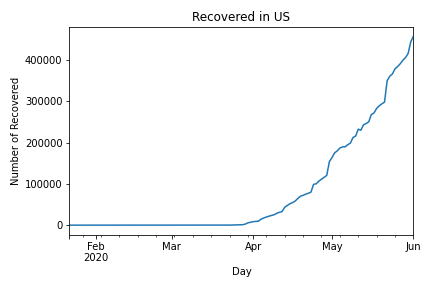 Recovered in US
Number of Recovered
400000
300000
200000
100000
0
Feb
2020
Mar
Apr
May
Jun
Day